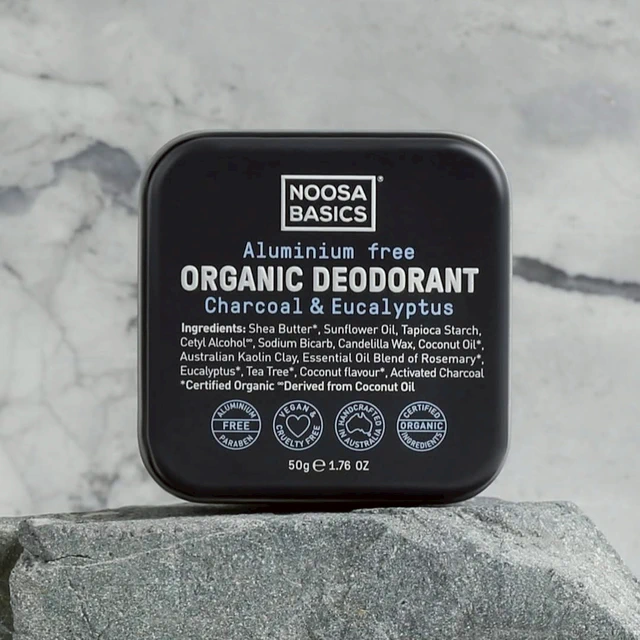 NOOSA
BASICS®
Aluminium free
ORGANIC DEODORANT
Charcoal & Eucalyptus
Ingredients: Shea Butter*, Sunflower Oil, Tapioca Starch,
Cetyl Alcohol∞, Sodium Bicarb, Candelilla Wax, Coconut Oil*,
Australian Kaolin Clay, Essential Oil Blend of Rosemary*,
Eucalyptus*, Tea Tree*, Coconut flavour*, Activated Charcoal
*Certified Organic ∞Derived from Coconut Oil
ALUMINIUM
FREE
PARABEN
VEGAN &
CRUELTY FREE
HANDCRAFTED
IN AUSTRALIA
CERTIFIED
ORGANIC
INGREDIENTS
50g ℮ 1.76 OZ